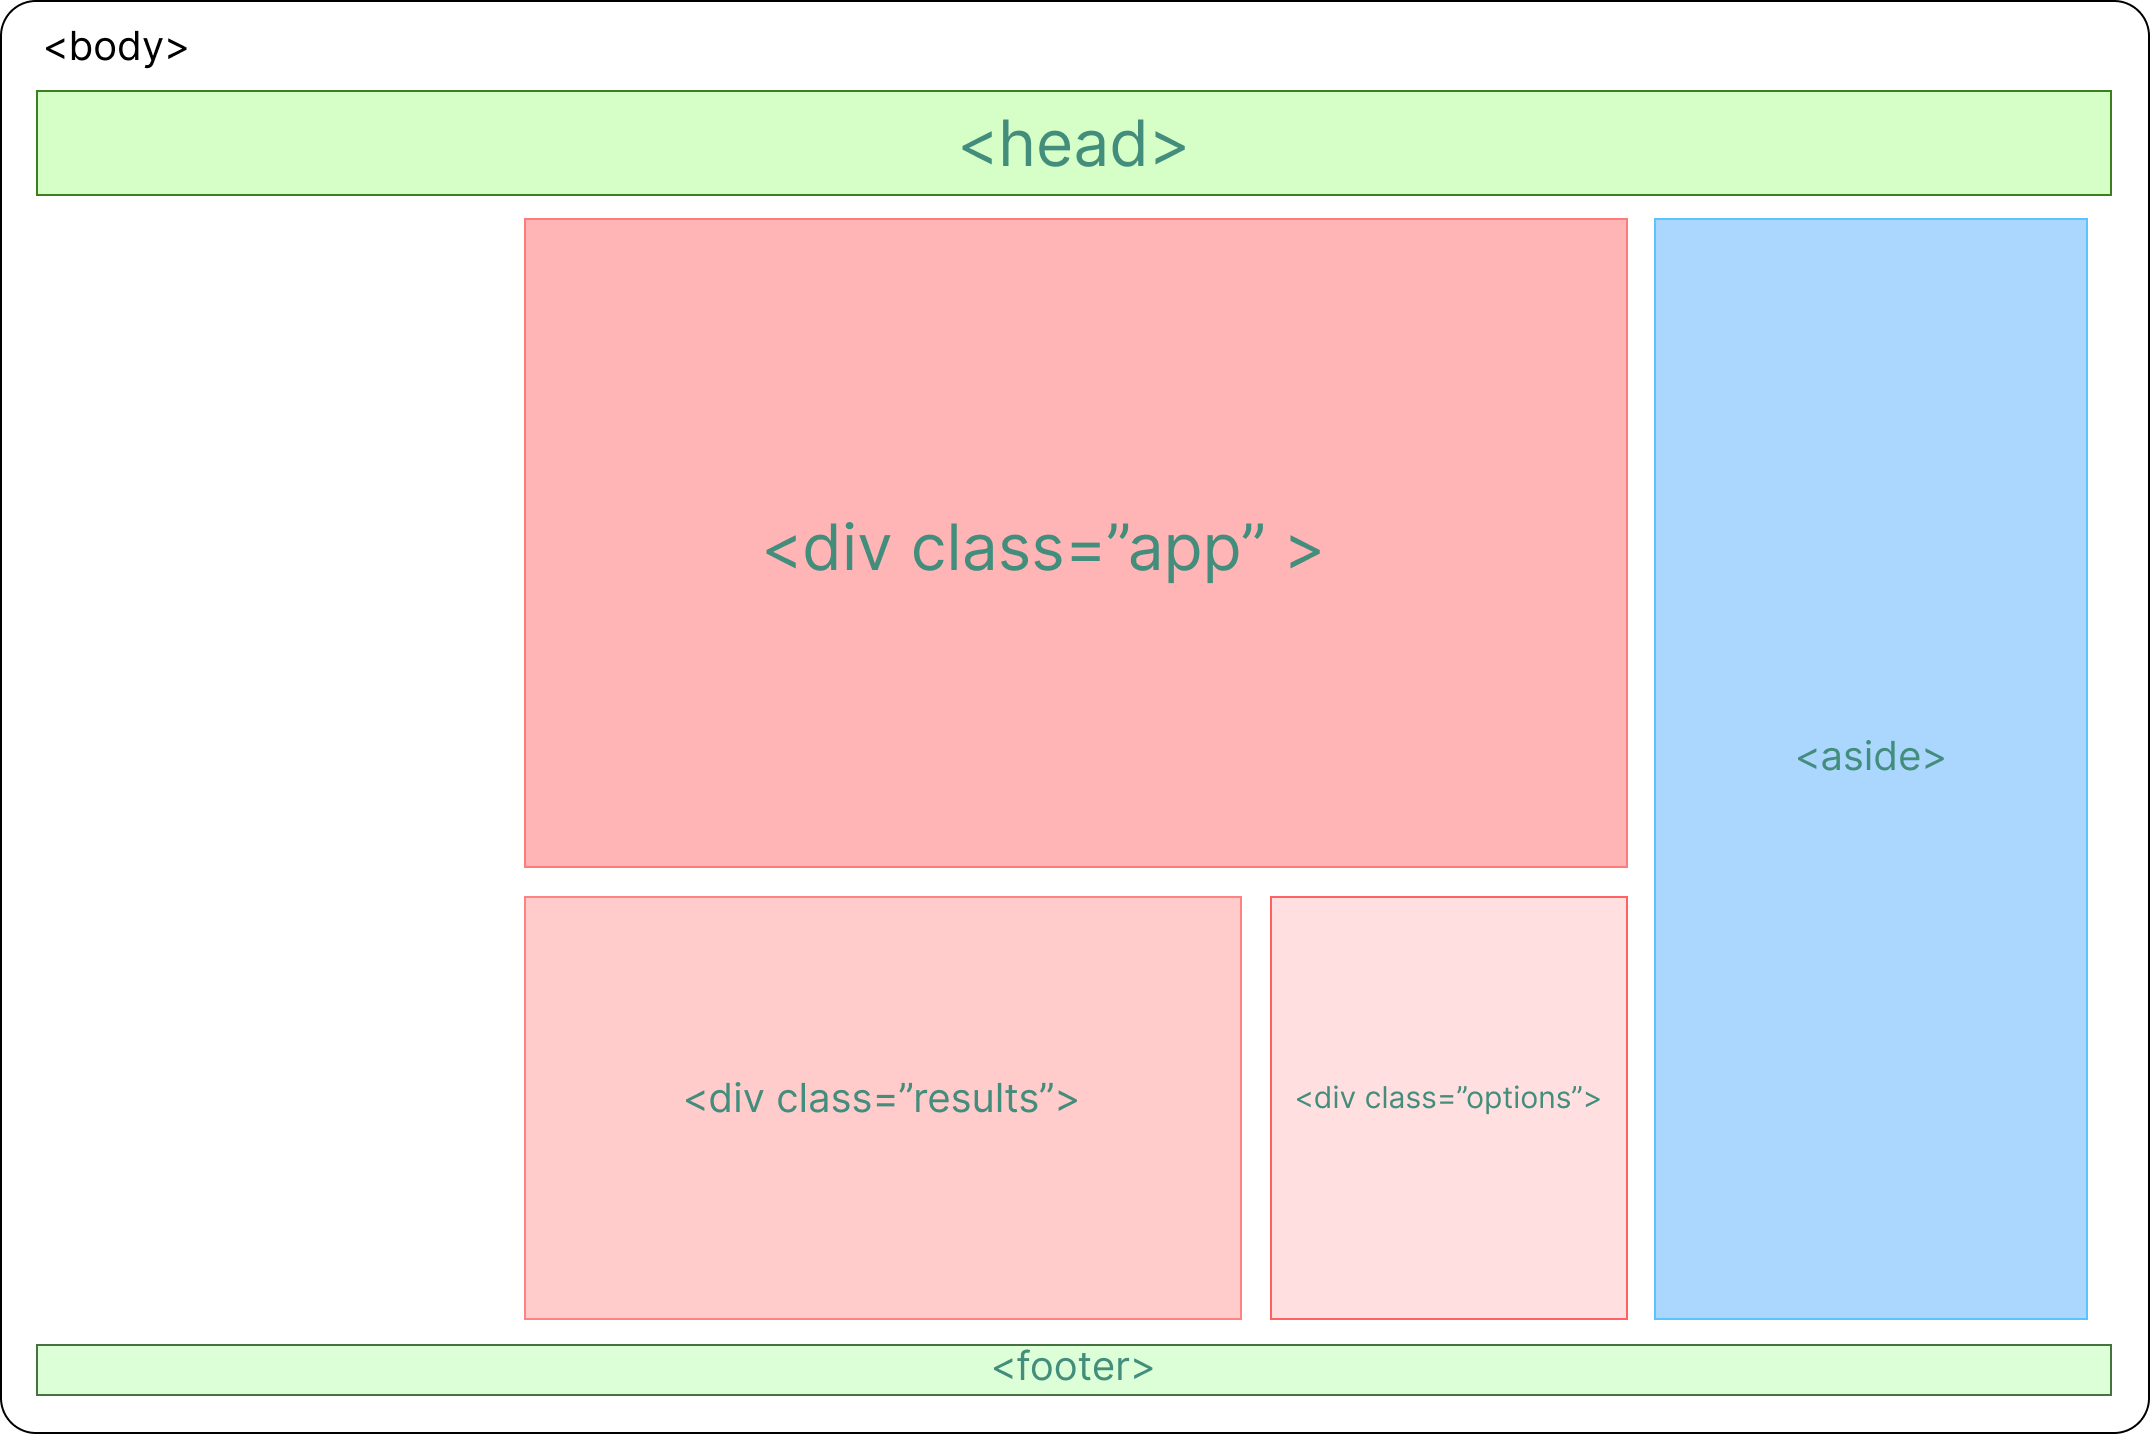 <body>
<head>
<div class=”app” >
<aside>
<div class=”results”>
<div class=”options”>
<footer>